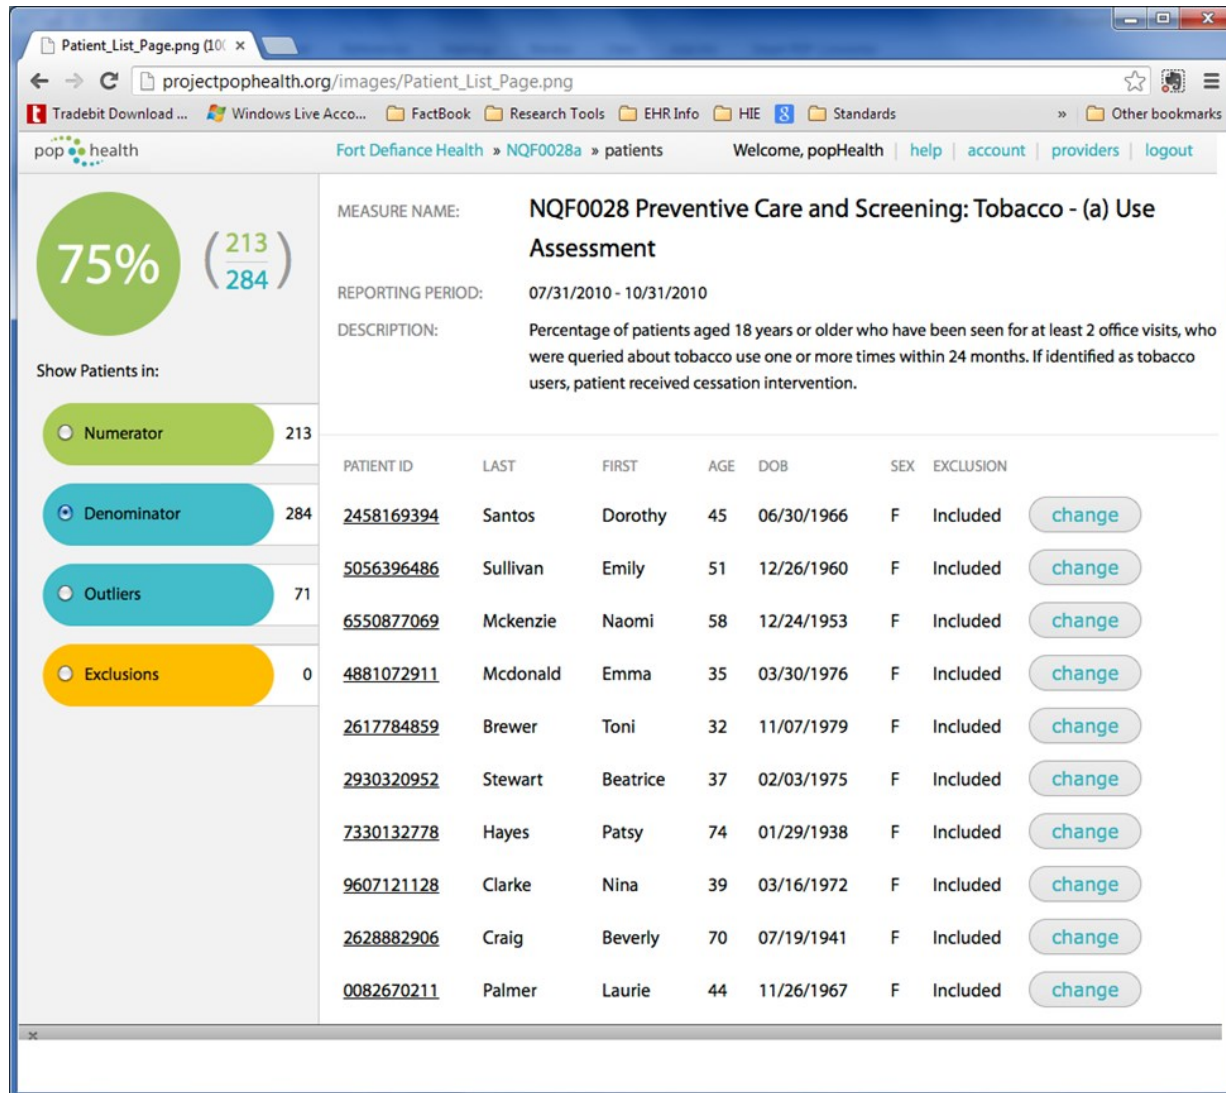 Patient_List_Page.png (10(
projectpophealth.org/images/Patient_List_Page.png
Tradebit Download ... Windows Live Acco... FactBook Research Tools EHR Info HIE 8 Standards » Other bookmarks
pop health Fort Defiance Health » NQF0028a » patients Welcome, popHealth | help | account | providers | logout
75% (213/284)
MEASURE NAME: NQF0028 Preventive Care and Screening: Tobacco - (a) Use
Assessment
REPORTING PERIOD: 07/31/2010 - 10/31/2010
DESCRIPTION: Percentage of patients aged 18 years or older who have been seen for at least 2 office visits, who
were queried about tobacco use one or more times within 24 months. If identified as tobacco
users, patient received cessation intervention.
Show Patients in:
Numerator 213
Denominator 284
Outliers 71
Exclusions 0
PATIENT ID LAST FIRST AGE DOB SEX EXCLUSION
2458169394 Santos Dorothy 45 06/30/1966 F Included change
5056396486 Sullivan Emily 51 12/26/1960 F Included change
6550877069 Mckenzie Naomi 58 12/24/1953 F Included change
4881072911 Mcdonald Emma 35 03/30/1976 F Included change
2617784859 Brewer Toni 32 11/07/1979 F Included change
2930320952 Stewart Beatrice 37 02/03/1975 F Included change
7330132778 Hayes Patsy 74 01/29/1938 F Included change
9607121128 Clarke Nina 39 03/16/1972 F Included change
2628882906 Craig Beverly 70 07/19/1941 F Included change
0082670211 Palmer Laurie 44 11/26/1967 F Included change